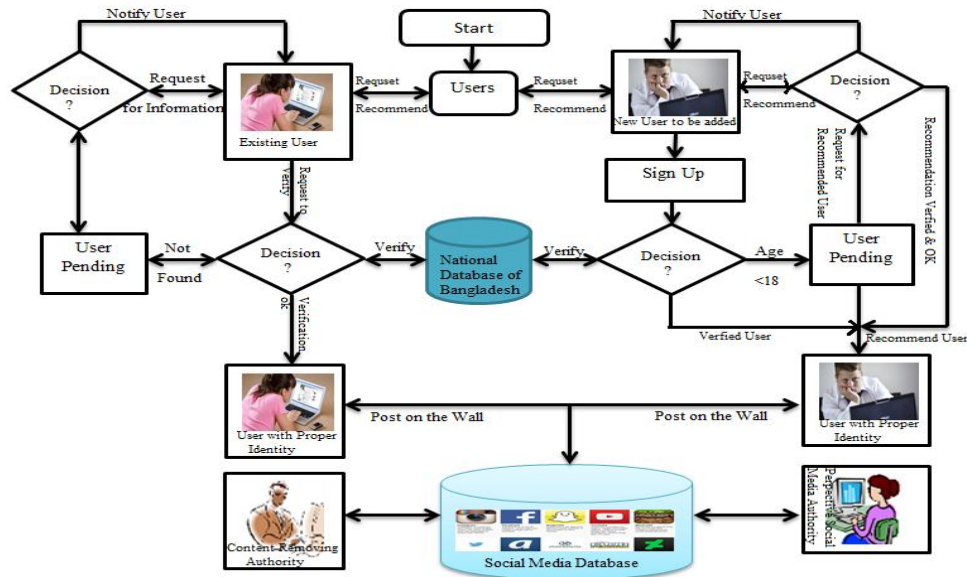 Notify User
Start
Notify User
Decision
?
Request
for Information
Existing User
Requset
Recommend
Users
Requset
Recommend
New User to be added
Requset
Recommend
Decision
?
Request to
Verify
Sign Up
Request for
Recommended User
Recommendation Verfied & OK
User
Pending
Not
Found
Decision
?
Verify
National
Database of
Bangladesh
Verify
Decision
?
Age
<18
User
Pending
Verification
ok
Verfied User
Recommend User
User with Proper
Identity
Post on the Wall
Post on the Wall
User with Proper
Identity
Content Removing
Authority
Social Media Database
Perpective Social
Media Authority